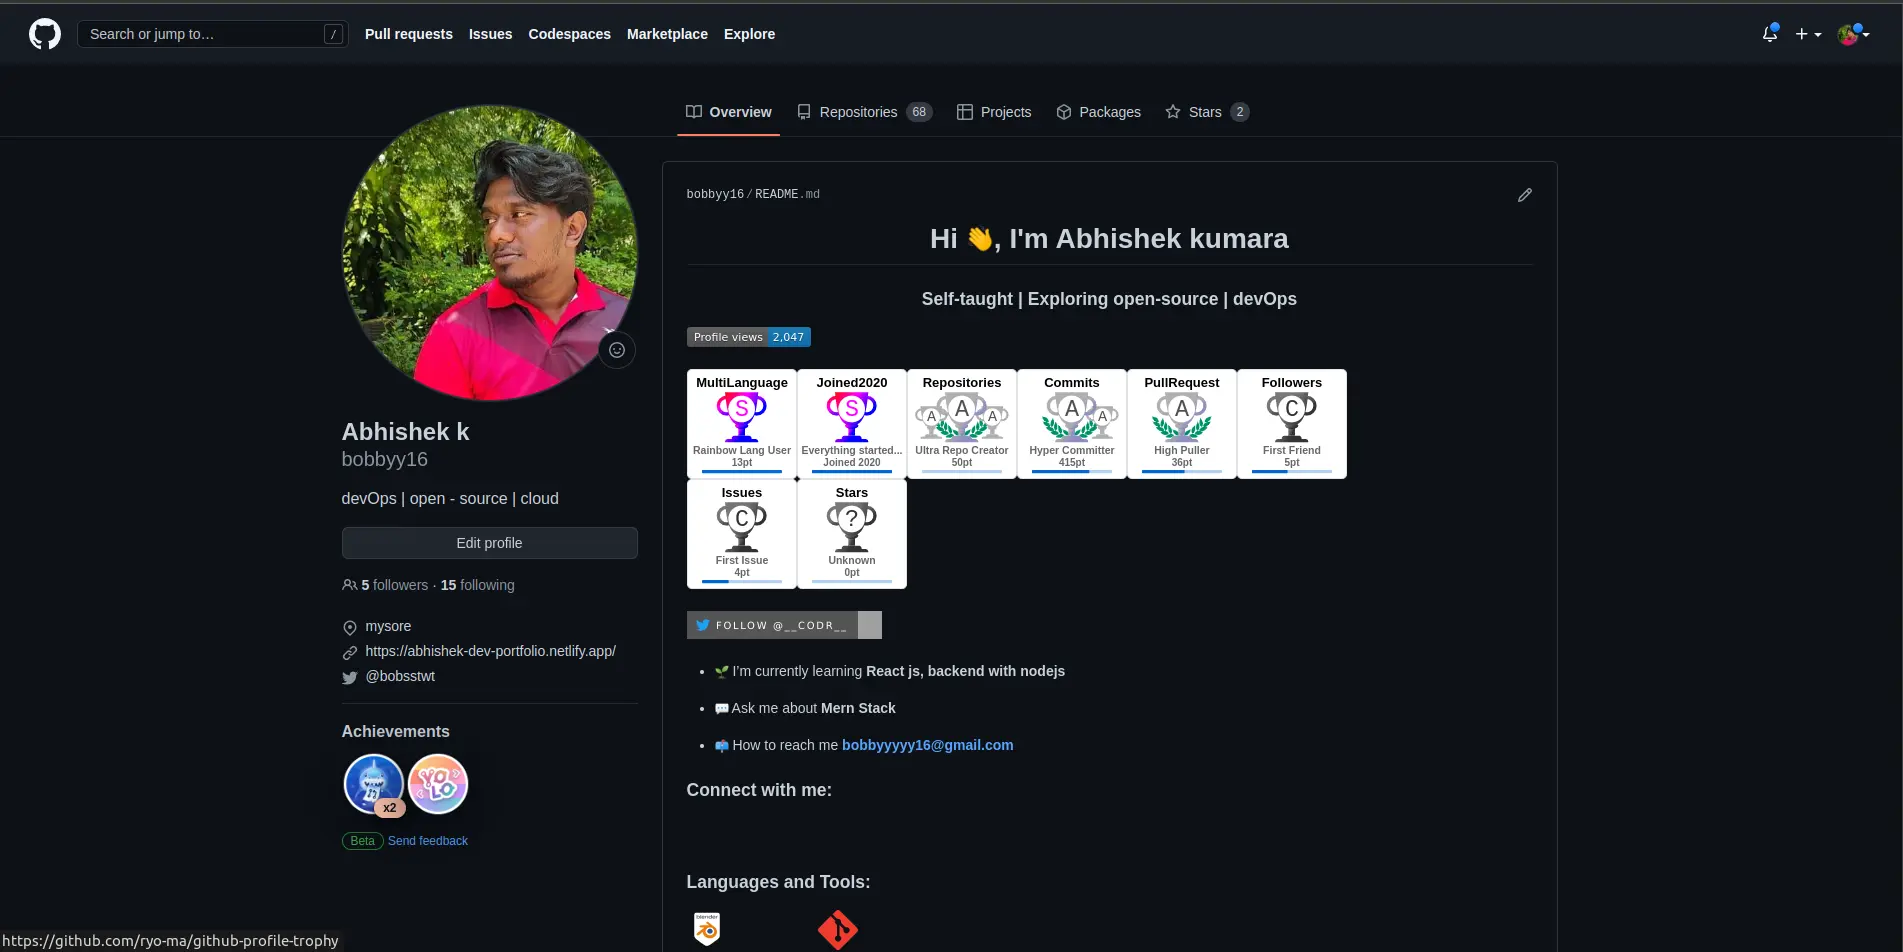 Search or jump to… /
Pull requests Issues Codespaces Marketplace Explore
Overview Repositories 68 Projects Packages Stars 2
bobbyy16/README.md
Hi 👋, I'm Abhishek kumara
Self-taught | Exploring open-source | devOps
Profile views 2,047
MultiLanguage Joined2020 Repositories Commits PullRequest Followers
S S A A A A A A C
Rainbow Lang User Everything started... Ultra Repo Creator Hyper Committer High Puller First Friend
13pt Joined 2020 50pt 415pt 36pt 5pt
Issues Stars
C ?
First Issue Unknown
4pt 0pt
FOLLOW @__CODR__
• 🌱 I’m currently learning React js, backend with nodejs
• 💬 Ask me about Mern Stack
• 📫 How to reach me bobbyyyyy16@gmail.com
Connect with me:
Languages and Tools:
blender
Abhishek k
bobbyy16
devOps | open - source | cloud
Edit profile
5 followers · 15 following
mysore
https://abhishek-dev-portfolio.netlify.app/
@bobsstwt
Achievements
YOLO
x2
Beta Send feedback
https://github.com/ryo-ma/github-profile-trophy